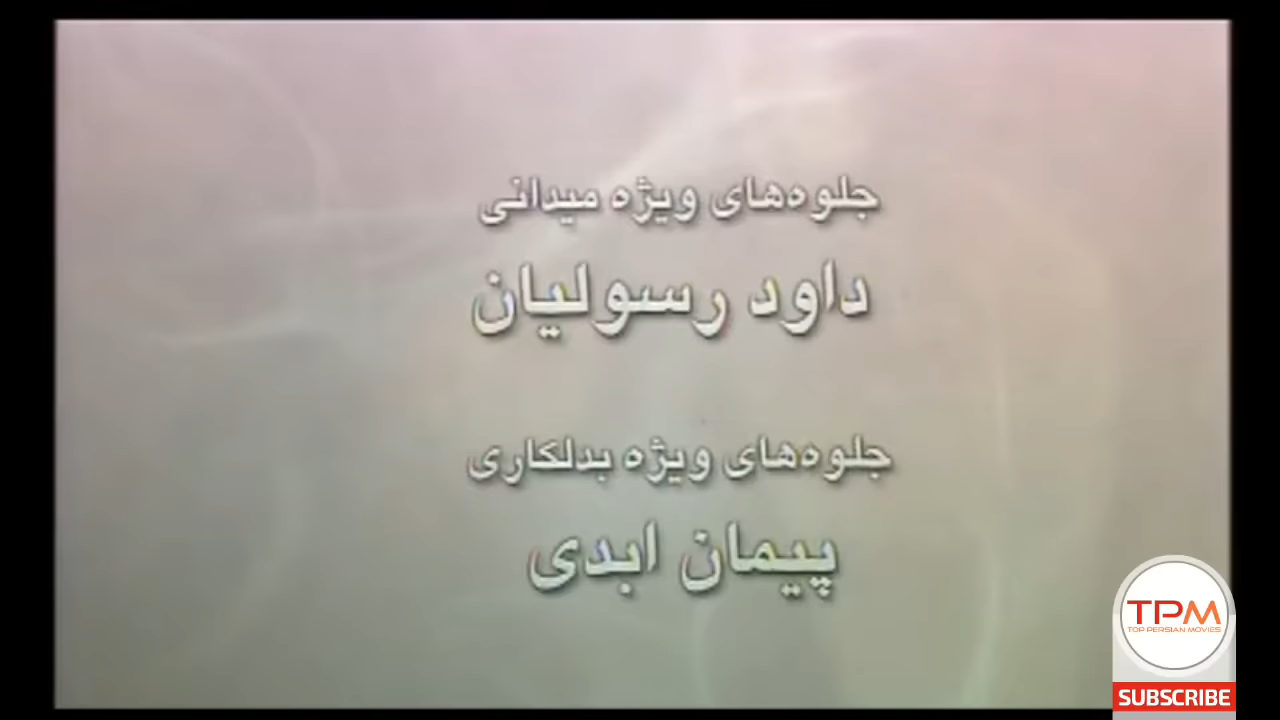 جلوه‌های ویژه میدانی
داود رسولیان
جلوه‌های ویژه بدلکاری
پیمان ابدی
TPM
TOP PERSIAN MOVIES
SUBSCRIBE